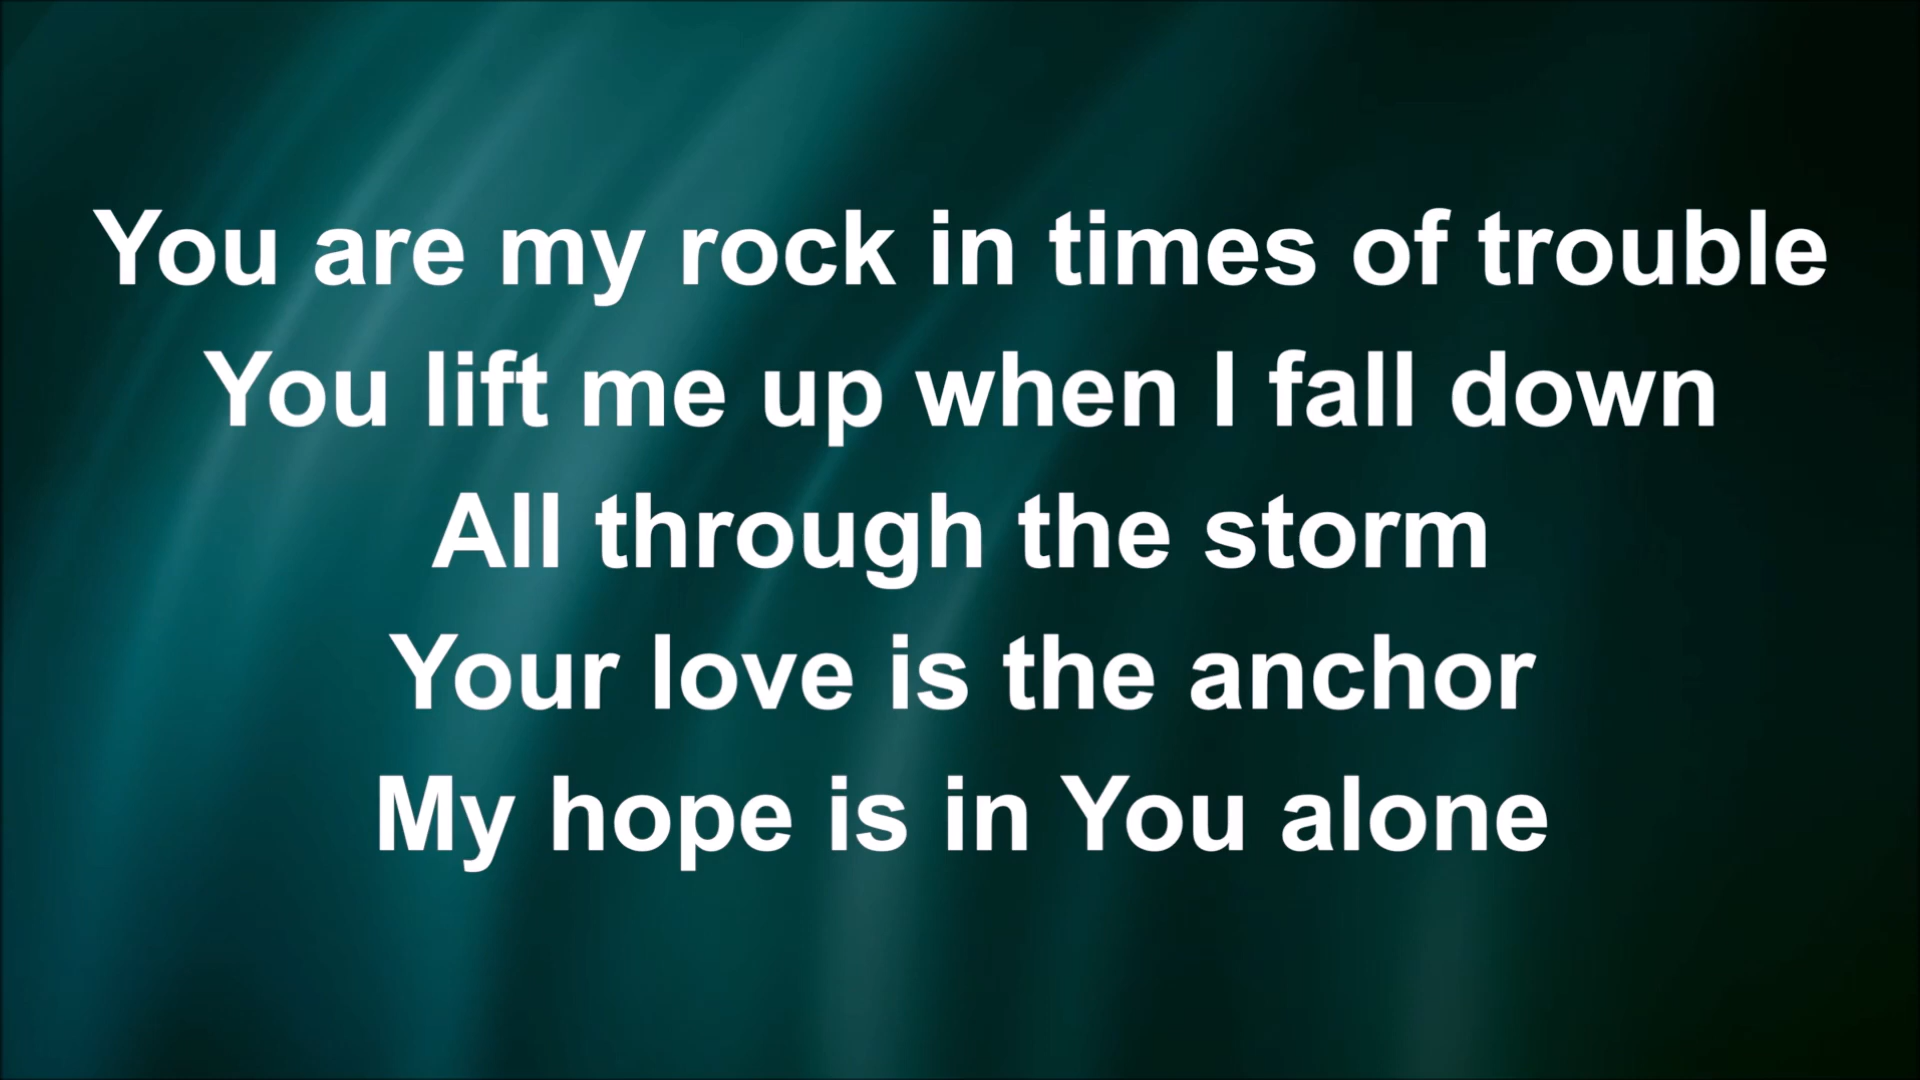 You are my rock in times of trouble
You lift me up when I fall down
All through the storm
Your love is the anchor
My hope is in You alone